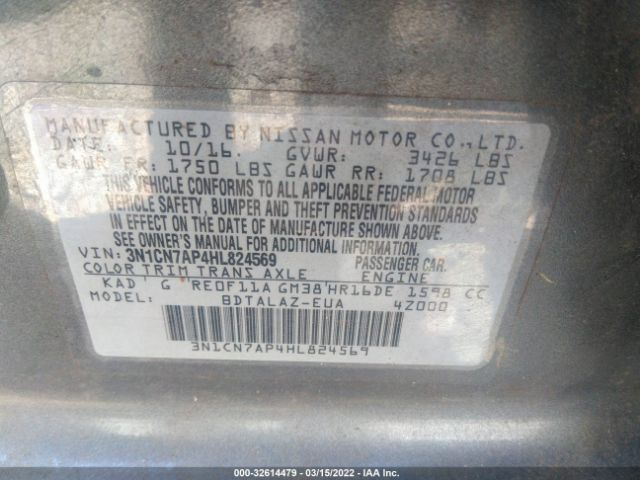 MANUFACTURED BY NISSAN MOTOR CO.,LTD.
DATE: 10/16. GVWR: 3426 LBS
GAWR FR: 1750 LBS GAWR RR: 1708 LBS
THIS VEHICLE CONFORMS TO ALL APPLICABLE FEDERAL MOTOR
VEHICLE SAFETY, BUMPER AND THEFT PREVENTION STANDARDS
IN EFFECT ON THE DATE OF MANUFACTURE SHOWN ABOVE.
SEE OWNER'S MANUAL FOR ADDITIONAL INFORMATION.
VIN: 3N1CN7AP4HL824569 PASSENGER CAR.
COLOR TRIM TRANS AXLE ENGINE
KAD G RE0F11A GM38 HR16DE 1598 CC
MODEL: BDTALAZ-EUA 4Z000
3N1CN7AP4HL824569
000-32614479 - 03/15/2022 - IAA Inc.